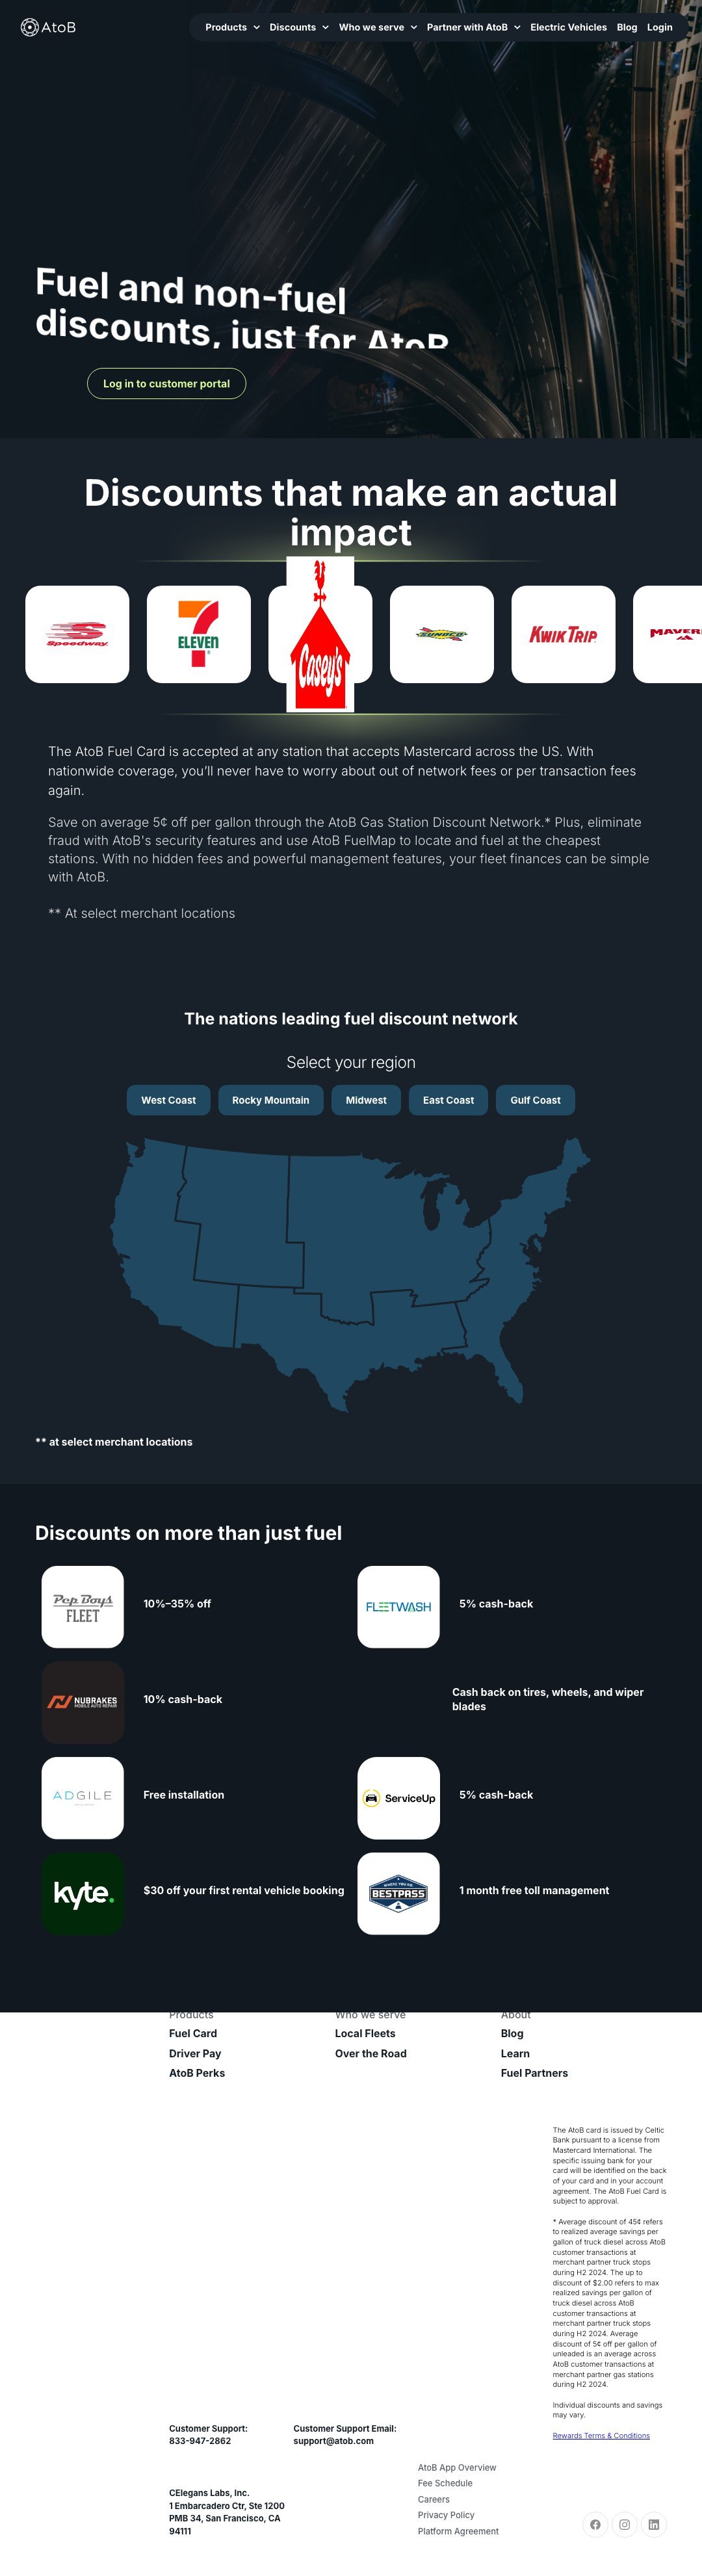 AtoB
Products
Discounts
Who we serve
Partner with AtoB
Electric Vehicles
Blog
Login
Fuel and non-fuel
discounts, just for AtoB
Log in to customer portal
Discounts that make an actual
impact
Speedway
7
ELEVEN
Casey's
SUNOCO
KWIK TRIP
MAVER
The AtoB Fuel Card is accepted at any station that accepts Mastercard across the US. With
nationwide coverage, you’ll never have to worry about out of network fees or per transaction fees
again.
Save on average 5¢ off per gallon through the AtoB Gas Station Discount Network.* Plus, eliminate
fraud with AtoB's security features and use AtoB FuelMap to locate and fuel at the cheapest
stations. With no hidden fees and powerful management features, your fleet finances can be simple
with AtoB.
** At select merchant locations
The nations leading fuel discount network
Select your region
West Coast
Rocky Mountain
Midwest
East Coast
Gulf Coast
** at select merchant locations
Discounts on more than just fuel
Pep Boys
FLEET
10%–35% off
FLEETWASH
5% cash-back
NUBRAKES
MOBILE AUTO REPAIR
10% cash-back
Cash back on tires, wheels, and wiper
blades
ADGILE
Free installation
ServiceUp
5% cash-back
kyte.
$30 off your first rental vehicle booking
WHERE YOU GO
BESTPASS
1 month free toll management
Products
Fuel Card
Driver Pay
AtoB Perks
Who we serve
Local Fleets
Over the Road
About
Blog
Learn
Fuel Partners
The AtoB card is issued by Celtic
Bank pursuant to a license from
Mastercard International. The
specific issuing bank for your
card will be identified on the back
of your card and in your account
agreement. The AtoB Fuel Card is
subject to approval.
* Average discount of 45¢ refers
to realized average savings per
gallon of truck diesel across AtoB
customer transactions at
merchant partner truck stops
during H2 2024. The up to
discount of $2.00 refers to max
realized savings per gallon of
truck diesel across AtoB
customer transactions at
merchant partner truck stops
during H2 2024. Average
discount of 5¢ off per gallon of
unleaded is an average across
AtoB customer transactions at
merchant partner gas stations
during H2 2024.
Individual discounts and savings
may vary.
Rewards Terms & Conditions
Customer Support:
833-947-2862
Customer Support Email:
support@atob.com
CElegans Labs, Inc.
1 Embarcadero Ctr, Ste 1200
PMB 34, San Francisco, CA
94111
AtoB App Overview
Fee Schedule
Careers
Privacy Policy
Platform Agreement